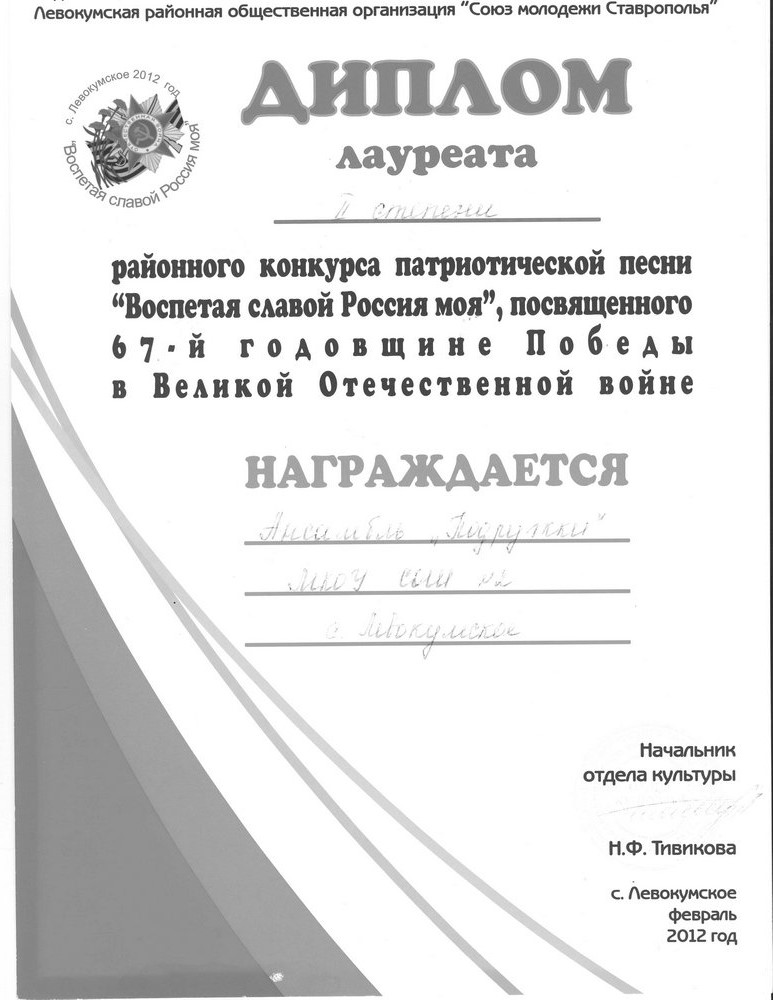 Левокумская районная общественная организация "Союз молодежи Ставрополья"
с. Левокумское 2012 год
"Воспетая славой Россия моя"
ДИПЛОМ
лауреата
II степени
районного конкурса патриотической песни
“Воспетая славой Россия моя”, посвященного
67-й годовщине Победы
в Великой Отечественной войне
НАГРАЖДАЕТСЯ
Ансамбль „Подружки"
СОШ №2
с. Левокумское
Начальник
отдела культуры
Н.Ф. Тивикова
с. Левокумское
февраль
2012 год